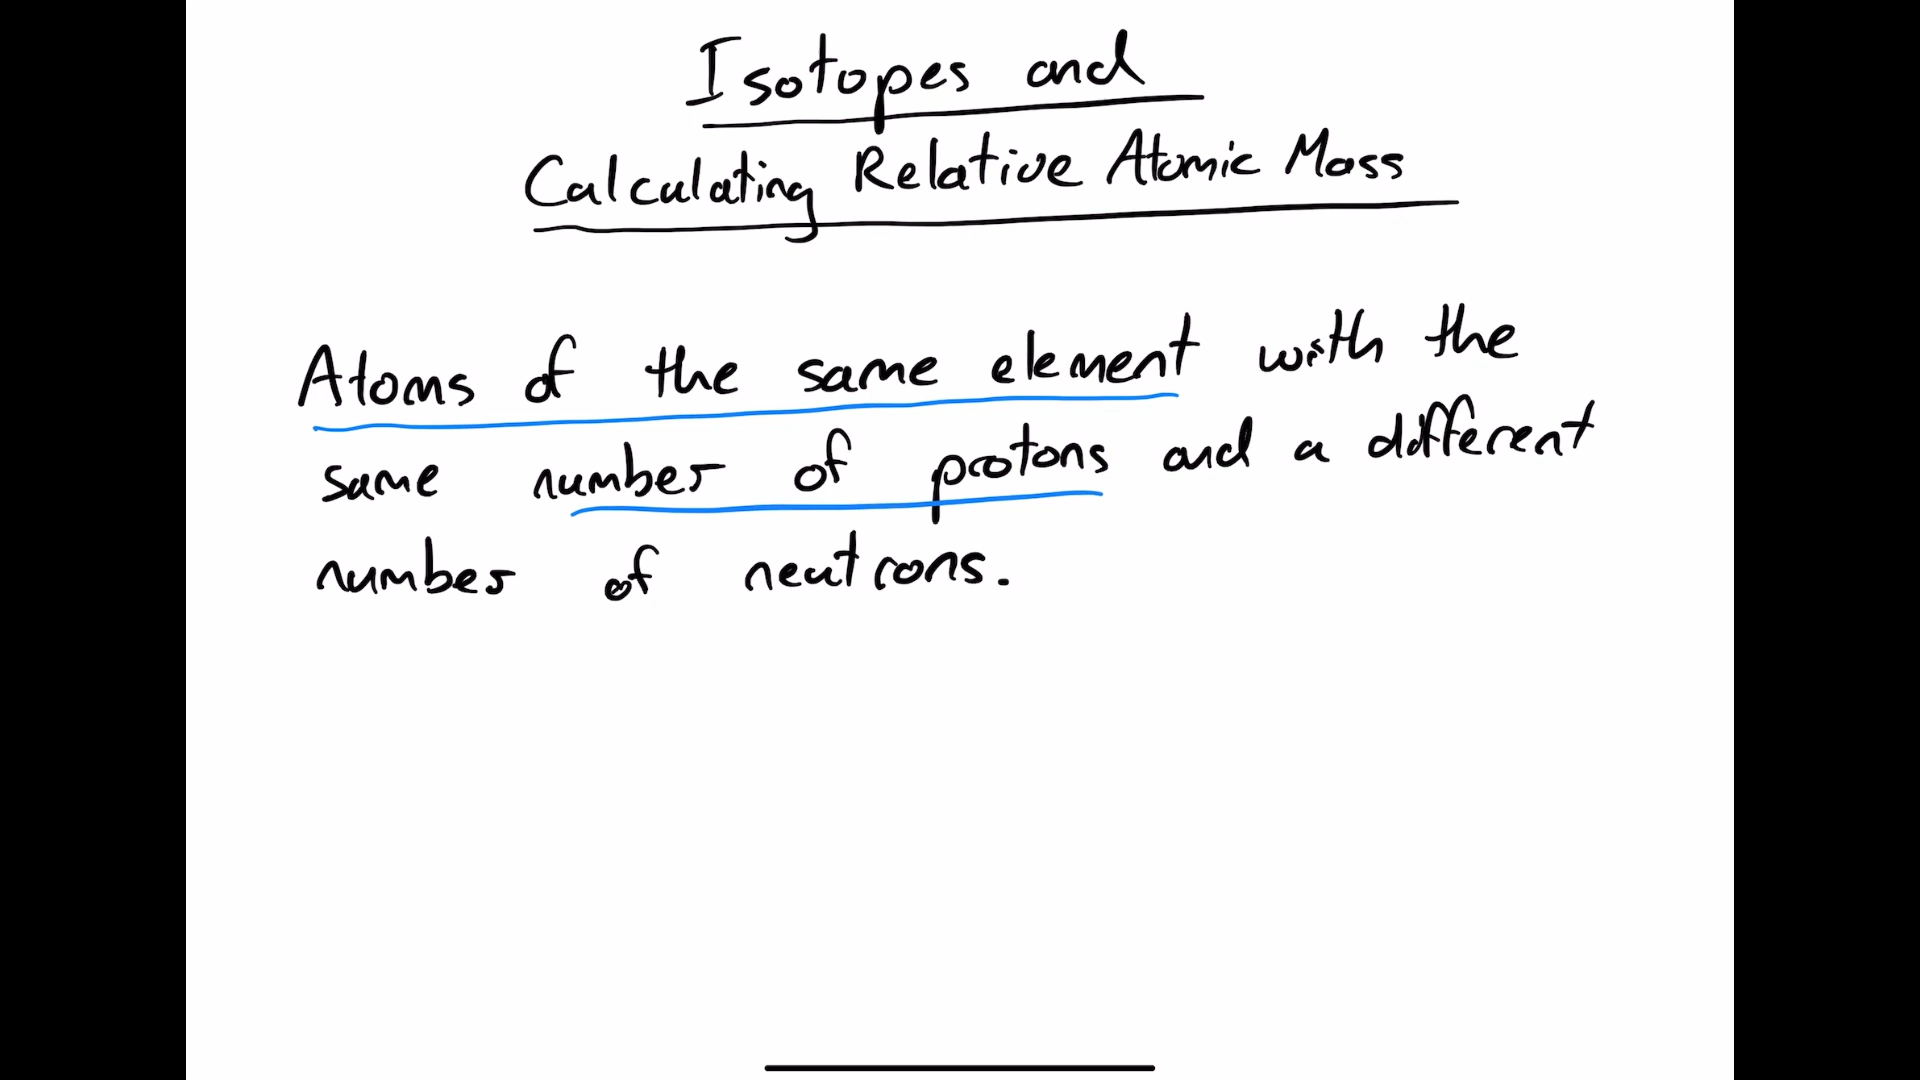 Isotopes and
Calculating Relative Atomic Mass
Atoms of the same element with the
same number of protons and a different
number of neutrons.